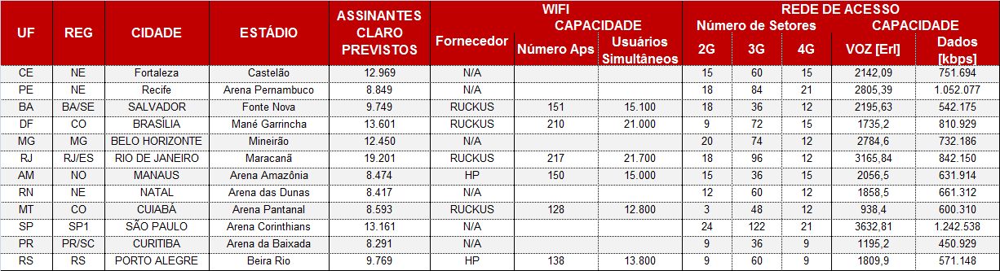 UF REG CIDADE ESTÁDIO ASSINANTES CLARO PREVISTOS WIFI REDE DE ACESSO
Fornecedor CAPACIDADE Número de Setores CAPACIDADE
Número Aps Usuários Simultâneos 2G 3G 4G VOZ [Erl] Dados [kbps]
CE NE Fortaleza Castelão 12.969 N/A 15 60 15 2142,09 751.694
PE NE Recife Arena Pernambuco 8.849 N/A 18 84 21 2805,39 1.052.077
BA BA/SE SALVADOR Fonte Nova 9.749 RUCKUS 151 15.100 18 36 12 2195,63 542.175
DF CO BRASÍLIA Mané Garrincha 13.601 RUCKUS 210 21.000 9 72 15 1735,2 810.929
MG MG BELO HORIZONTE Mineirão 12.450 N/A 20 74 12 2784,6 732.186
RJ RJ/ES RIO DE JANEIRO Maracanã 19.201 RUCKUS 217 21.700 18 96 12 3165,84 842.150
AM NO MANAUS Arena Amazônia 8.474 HP 150 15.000 15 36 15 2056,5 631.914
RN NE NATAL Arena das Dunas 8.417 N/A 12 60 12 1858,5 661.312
MT CO CUIABÁ Arena Pantanal 8.593 RUCKUS 128 12.800 3 48 12 938,4 600.310
SP SP1 SÃO PAULO Arena Corinthians 13.161 N/A 24 122 21 3632,81 1.242.538
PR PR/SC CURITIBA Arena da Baixada 8.291 N/A 9 36 9 1195,2 450.929
RS RS PORTO ALEGRE Beira Rio 9.769 HP 138 13.800 9 60 9 1809,9 571.148